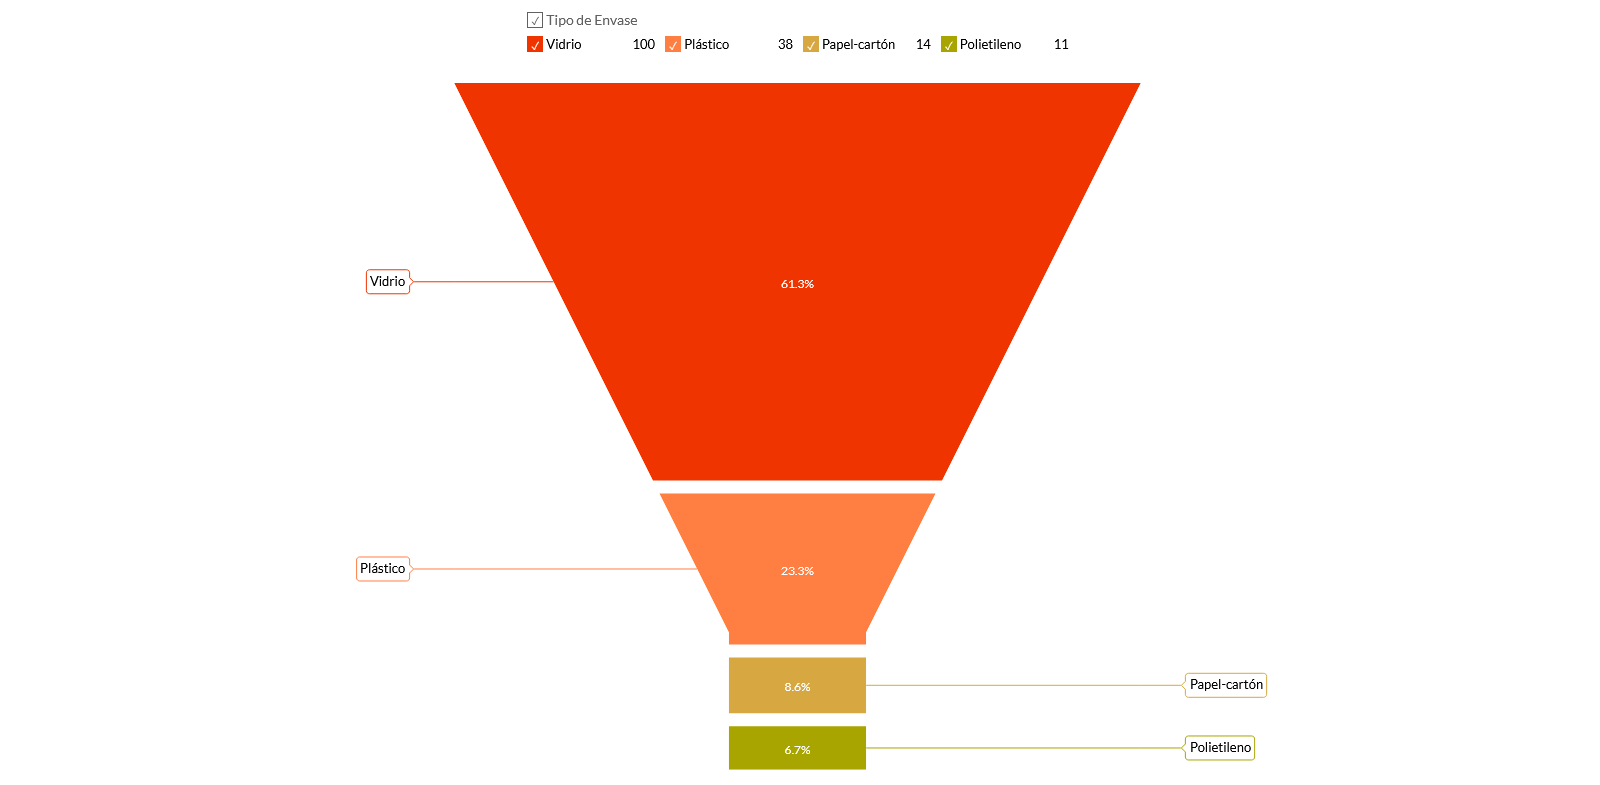 Tipo de Envase
Vidrio 100 Plástico 38 Papel-cartón 14 Polietileno 11
61.3%
Vidrio
23.3%
Plástico
8.6%
Papel-cartón
6.7%
Polietileno